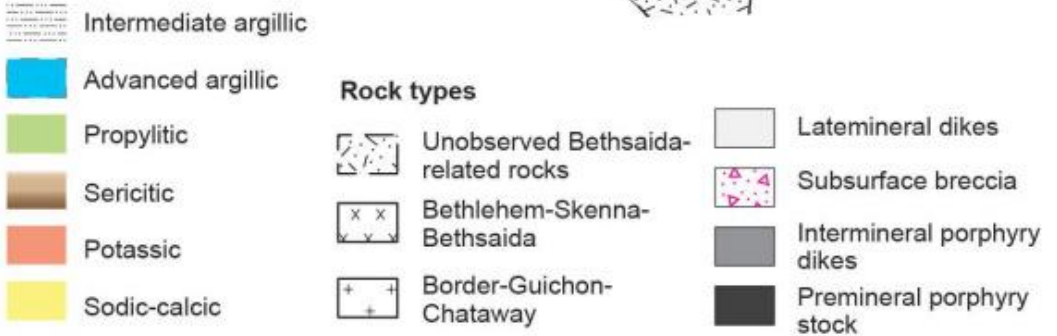 Intermediate argillic
Advanced argillic
Propylitic
Sericitic
Potassic
Sodic-calcic
Rock types
Unobserved Bethsaida-
related rocks
Bethlehem-Skenna-
Bethsaida
Border-Guichon-
Chataway
Latemineral dikes
Subsurface breccia
Intermineral porphyry
dikes
Premineral porphyry
stock